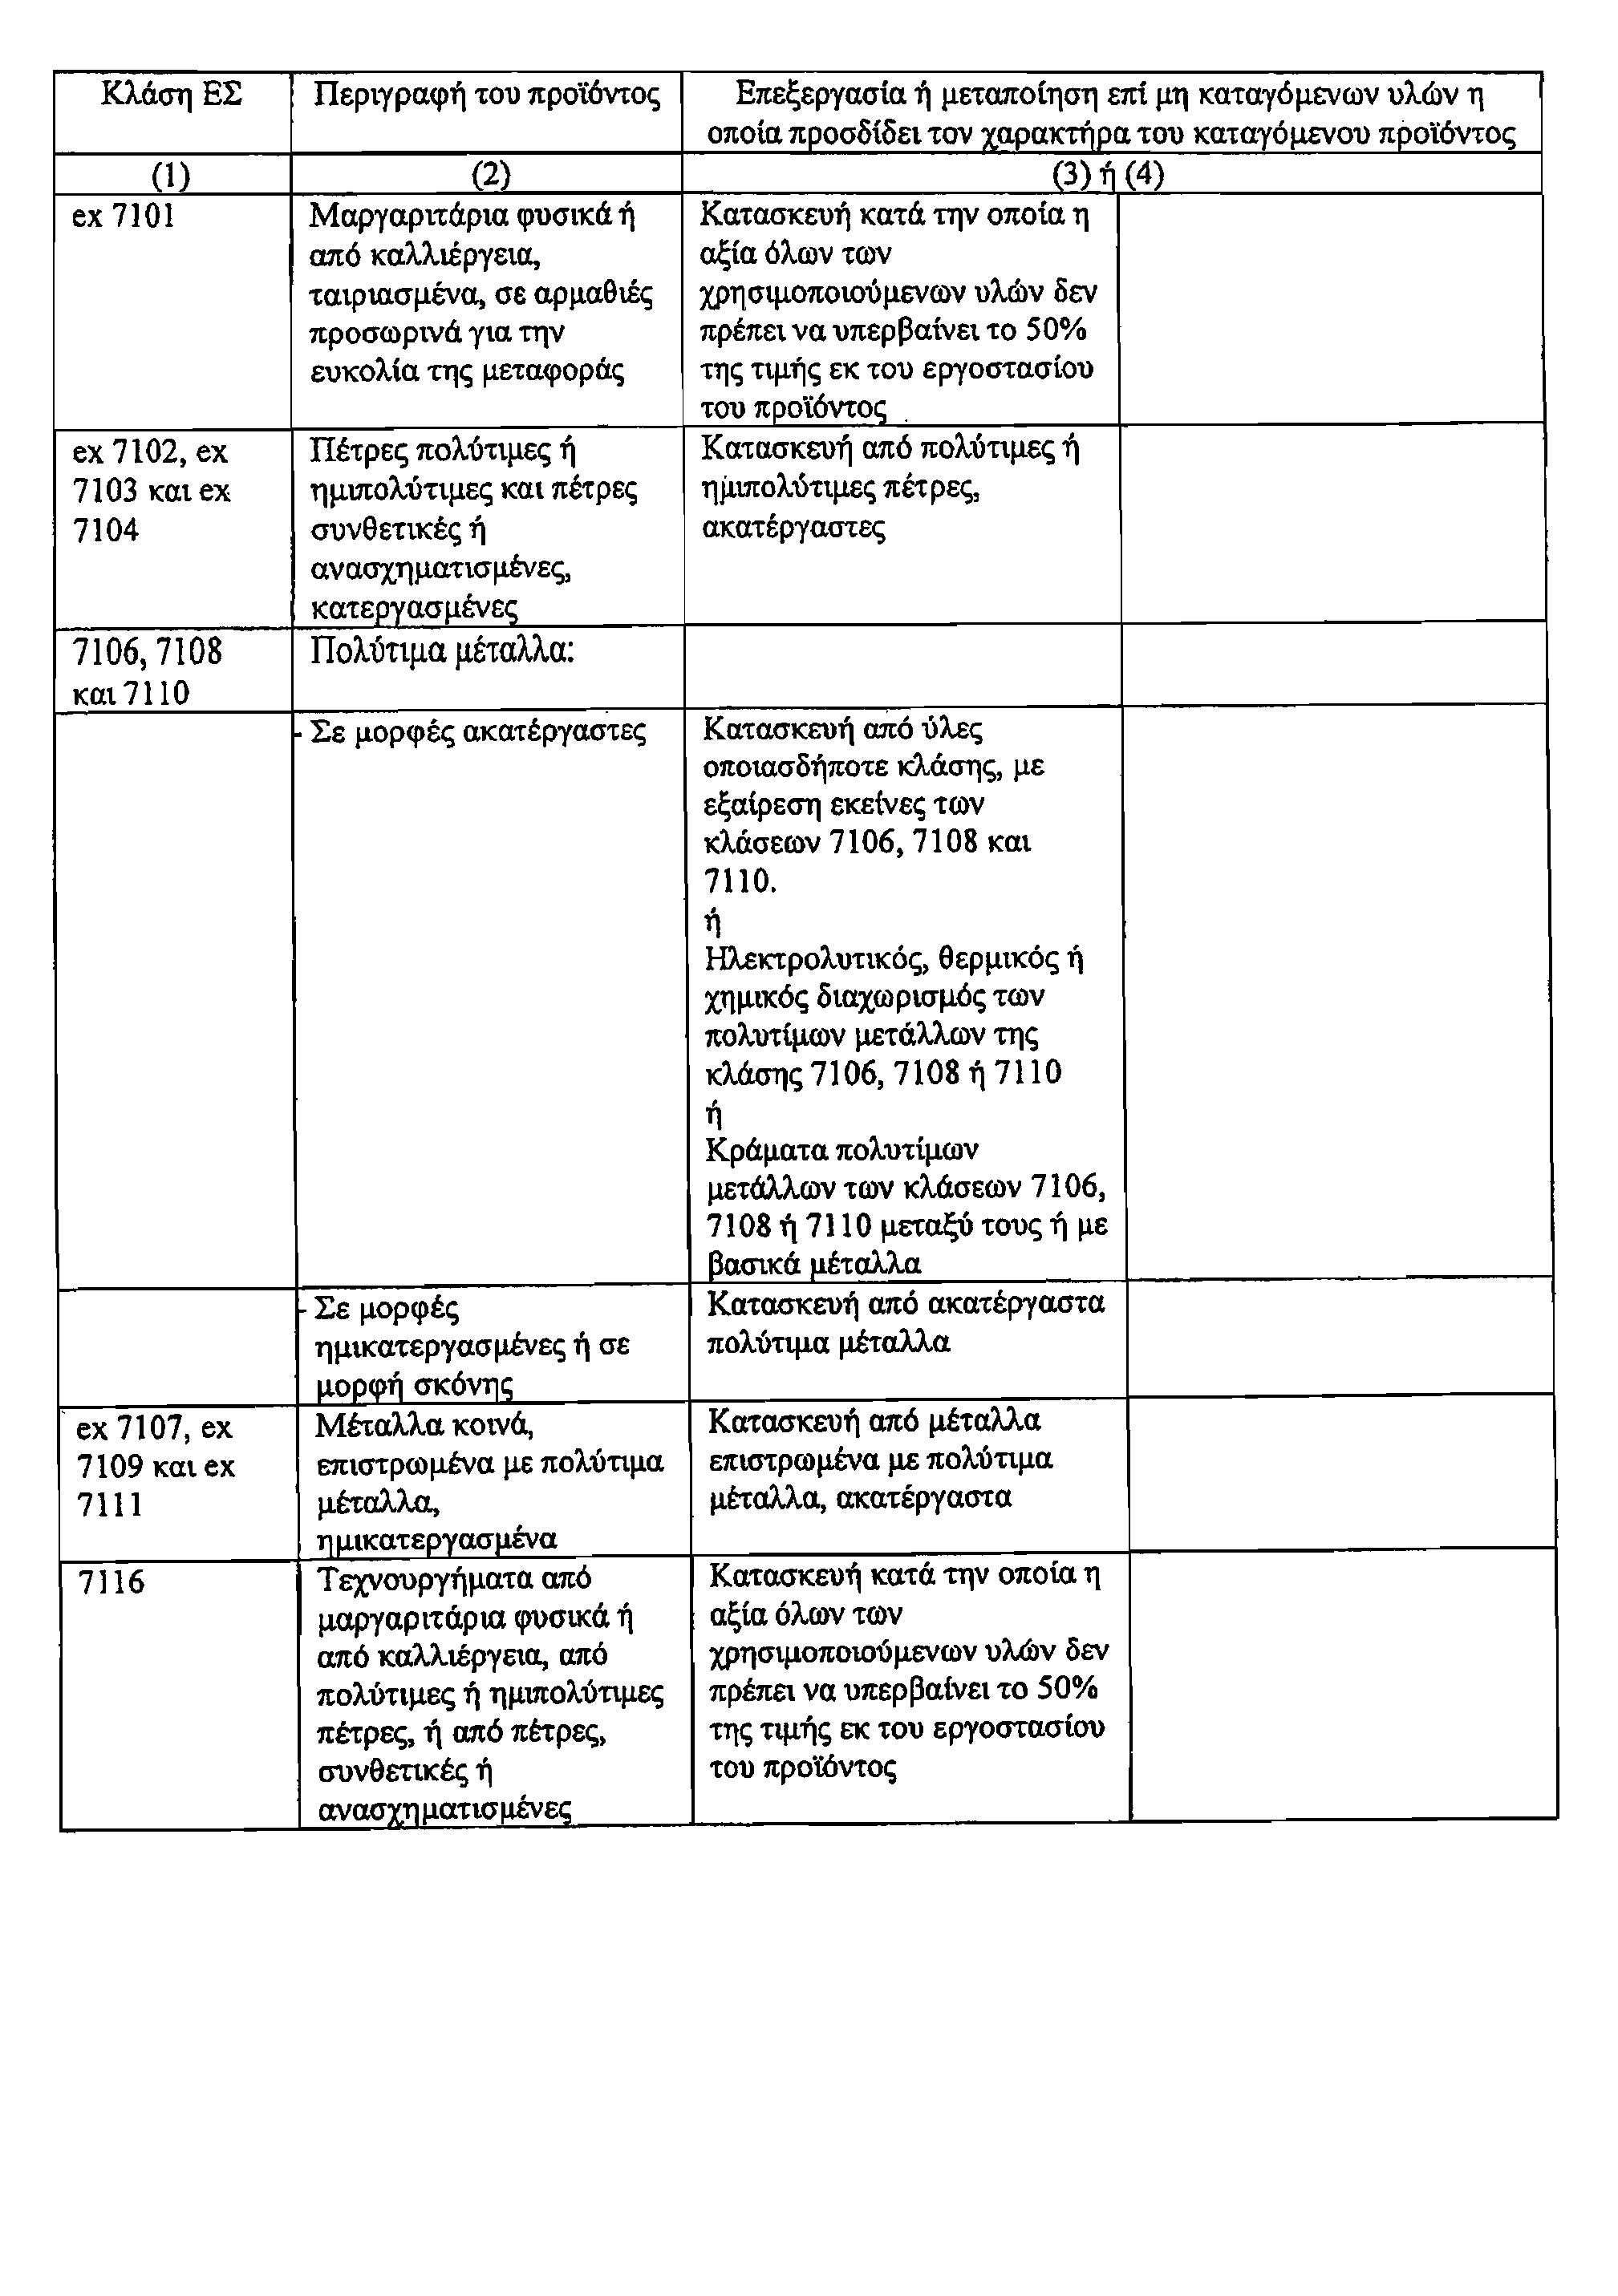 Κλάση ΕΣ
Περιγραφή του προϊόντος
Επεξεργασία ή μεταποίηση επί μη καταγόμενων υλών η
οποία προσδίδει τον χαρακτήρα του καταγόμενου προϊόντος
(1)
(2)
(3) ή (4)
ex 7101
Μαργαριτάρια φυσικά ή
από καλλιέργεια,
ταιριασμένα, σε αρμαθιές
προσωρινά για την
ευκολία της μεταφοράς
Κατασκευή κατά την οποία η
αξία όλων των
χρησιμοποιούμενων υλών δεν
πρέπει να υπερβαίνει το 50%
της τιμής εκ του εργοστασίου
του προϊόντος
ex 7102, ex
7103 και ex
7104
Πέτρες πολύτιμες ή
ημιπολύτιμες και πέτρες
συνθετικές ή
ανασχηματισμένες,
κατεργασμένες
Κατασκευή από πολύτιμες ή
ημιπολύτιμες πέτρες,
ακατέργαστες
7106, 7108
και 7110
Πολύτιμα μέταλλα:
- Σε μορφές ακατέργαστες
Κατασκευή από ύλες
οποιασδήποτε κλάσης, με
εξαίρεση εκείνες των
κλάσεων 7106, 7108 και
7110.
ή
Ηλεκτρολυτικός, θερμικός ή
χημικός διαχωρισμός των
πολυτίμων μετάλλων της
κλάσης 7106, 7108 ή 7110
ή
Κράματα πολυτίμων
μετάλλων των κλάσεων 7106,
7108 ή 7110 μεταξύ τους ή με
βασικά μέταλλα
- Σε μορφές
ημικατεργασμένες ή σε
μορφή σκόνης
Κατασκευή από ακατέργαστα
πολύτιμα μέταλλα
ex 7107, ex
7109 και ex
7111
Μέταλλα κοινά,
επιστρωμένα με πολύτιμα
μέταλλα,
ημικατεργασμένα
Κατασκευή από μέταλλα
επιστρωμένα με πολύτιμα
μέταλλα, ακατέργαστα
7116
Τεχνουργήματα από
μαργαριτάρια φυσικά ή
από καλλιέργεια, από
πολύτιμες ή ημιπολύτιμες
πέτρες, ή από πέτρες,
συνθετικές ή
ανασχηματισμένες
Κατασκευή κατά την οποία η
αξία όλων των
χρησιμοποιούμενων υλών δεν
πρέπει να υπερβαίνει το 50%
της τιμής εκ του εργοστασίου
του προϊόντος